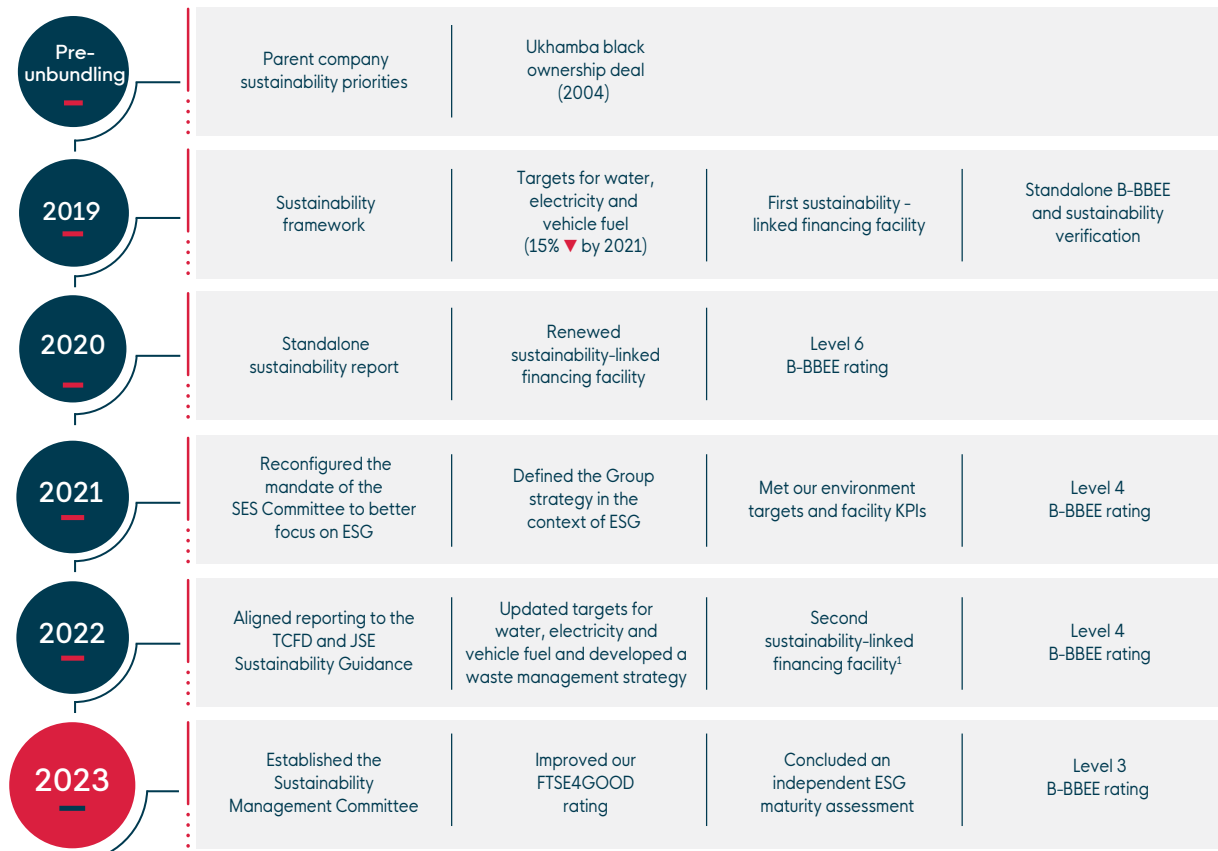 Pre-
unbundling
Parent company
sustainability priorities
Ukhamba black
ownership deal
(2004)
2019
Sustainability
framework
Targets for water,
electricity and
vehicle fuel
(15% ▼ by 2021)
First sustainability -
linked financing facility
Standalone B-BBEE
and sustainability
verification
2020
Standalone
sustainability report
Renewed
sustainability-linked
financing facility
Level 6
B-BBEE rating
2021
Reconfigured the
mandate of the
SES Committee to better
focus on ESG
Defined the Group
strategy in the
context of ESG
Met our environment
targets and facility KPIs
Level 4
B-BBEE rating
2022
Aligned reporting to the
TCFD and JSE
Sustainability Guidance
Updated targets for
water, electricity and
vehicle fuel and developed a
waste management strategy
Second
sustainability-linked
financing facility¹
Level 4
B-BBEE rating
2023
Established the
Sustainability
Management Committee
Improved our
FTSE4GOOD
rating
Concluded an
independent ESG
maturity assessment
Level 3
B-BBEE rating